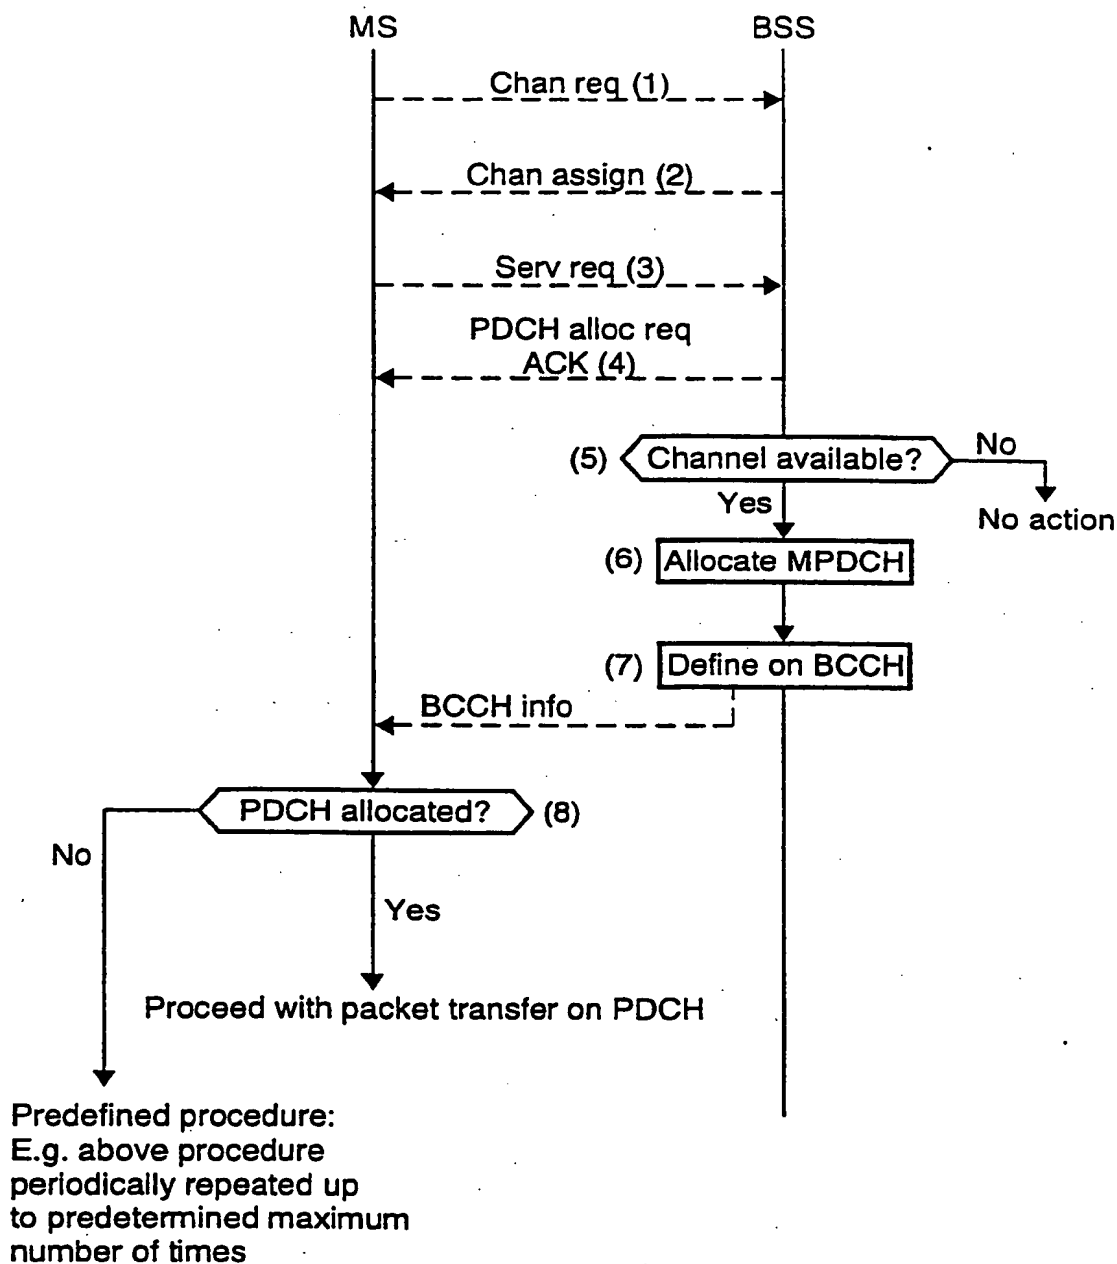 MS
BSS
Chan req (1)
Chan assign (2)
Serv req (3)
PDCH alloc req
ACK (4)
(5)
Channel available?
No
Yes
No action
(6)
Allocate MPDCH
(7)
Define on BCCH
BCCH info
PDCH allocated?
(8)
No
Yes
Proceed with packet transfer on PDCH
Predefined procedure:
E.g. above procedure
periodically repeated up
to predetermined maximum
number of times